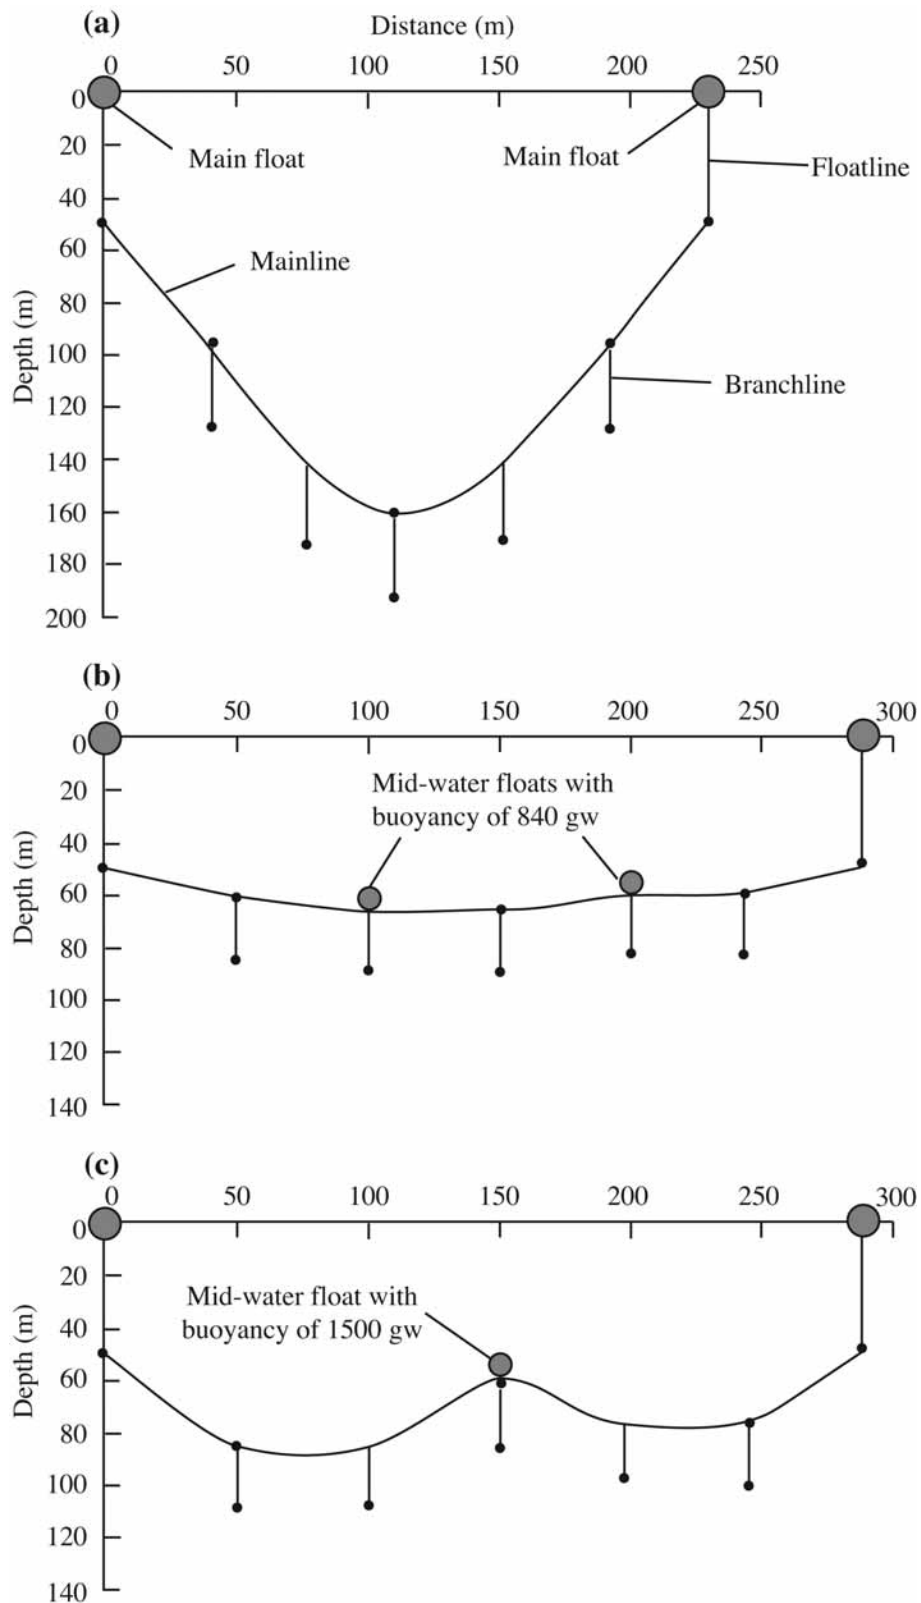 (a)
Distance (m)
0 50 100 150 200 250
0
20
40
60
80
100
120
140
160
180
200
Depth (m)
Main float
Main float
Floatline
Mainline
Branchline
(b)
0 50 100 150 200 250 300
0
20
40
60
80
100
120
140
Depth (m)
Mid-water floats with
buoyancy of 840 gw
(c)
0 50 100 150 200 250 300
0
20
40
60
80
100
120
140
Depth (m)
Mid-water float with
buoyancy of 1500 gw